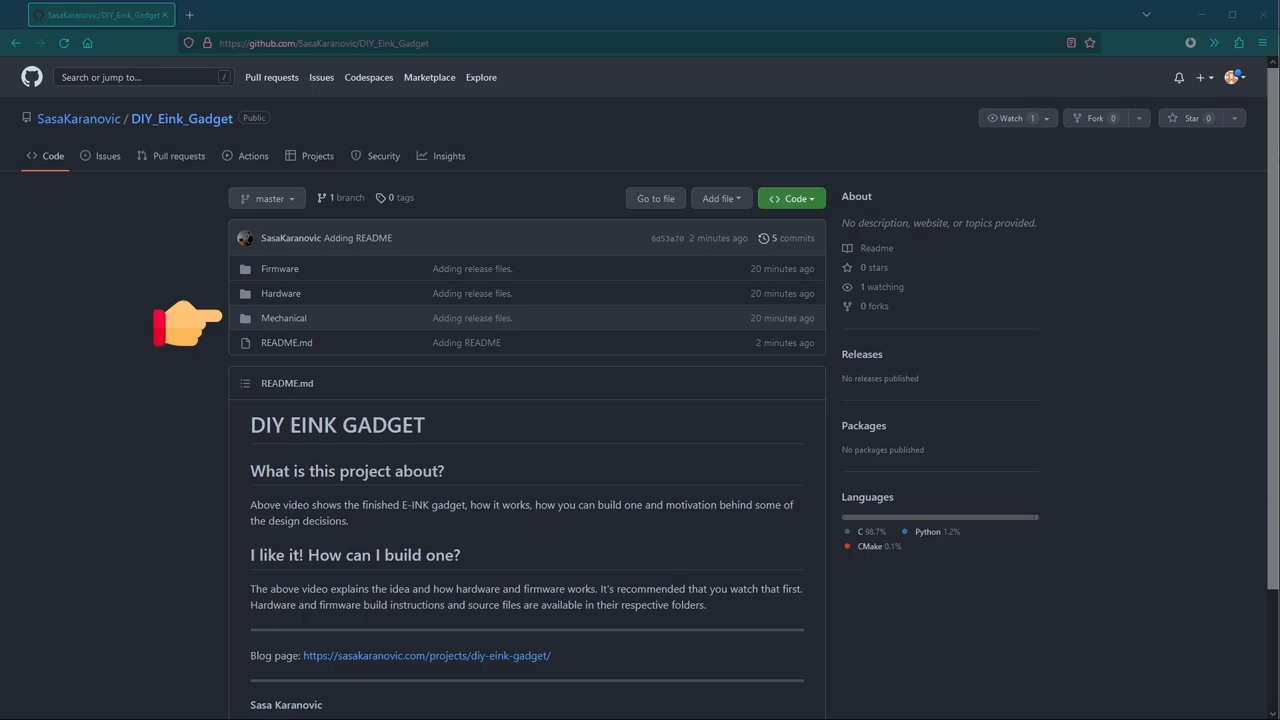 SasaKaranovic/DIY_Eink_Gadget
https://github.com/SasaKaranovic/DIY_Eink_Gadget
Search or jump to... /
Pull requests Issues Codespaces Marketplace Explore
SasaKaranovic / DIY_Eink_Gadget Public
Watch 1 Fork 0 Star 0
Code Issues Pull requests Actions Projects Security Insights
master 1 branch 0 tags Go to file Add file Code
SasaKaranovic Adding README 6d53a70 2 minutes ago 5 commits
Firmware Adding release files. 20 minutes ago
Hardware Adding release files. 20 minutes ago
Mechanical Adding release files. 20 minutes ago
README.md Adding README 2 minutes ago
README.md
DIY EINK GADGET
What is this project about?
Above video shows the finished E-INK gadget, how it works, how you can build one and motivation behind some of
the design decisions.
I like it! How can I build one?
The above video explains the idea and how hardware and firmware works. It's recommended that you watch that first.
Hardware and firmware build instructions and source files are available in their respective folders.
Blog page: https://sasakaranovic.com/projects/diy-eink-gadget/
Sasa Karanovic
About
No description, website, or topics provided.
Readme
0 stars
1 watching
0 forks
Releases
No releases published
Packages
No packages published
Languages
C 98.7% Python 1.2%
CMake 0.1%